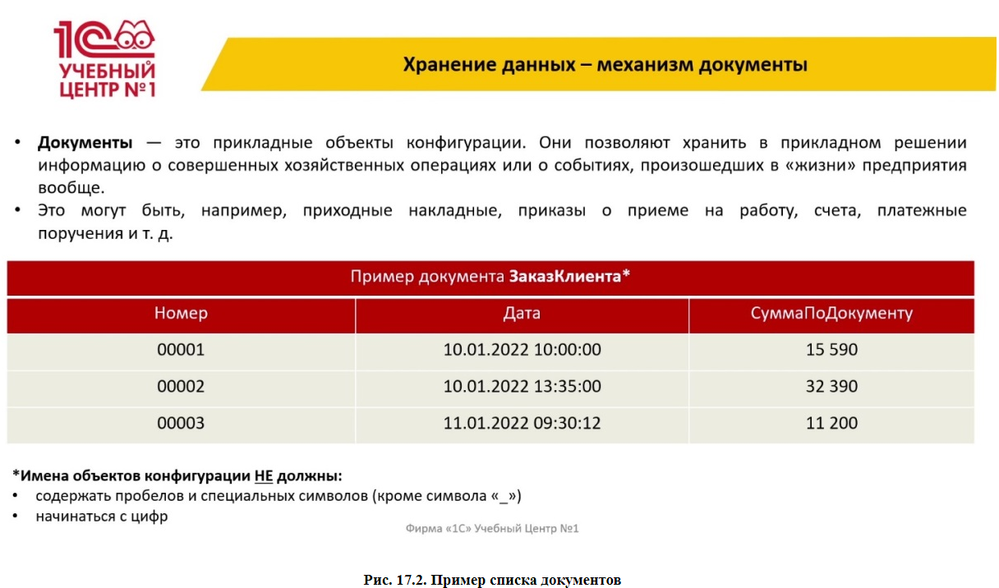 1С
УЧЕБНЫЙ
ЦЕНТР №1
Хранение данных – механизм документы
• Документы — это прикладные объекты конфигурации. Они позволяют хранить в прикладном решении
информацию о совершенных хозяйственных операциях или о событиях, произошедших в «жизни» предприятия
вообще.
• Это могут быть, например, приходные накладные, приказы о приеме на работу, счета, платежные
поручения и т. д.
Пример документа ЗаказКлиента*
Номер Дата СуммаПоДокументу
00001 10.01.2022 10:00:00 15 590
00002 10.01.2022 13:35:00 32 390
00003 11.01.2022 09:30:12 11 200
*Имена объектов конфигурации НЕ должны:
• содержать пробелов и специальных символов (кроме символа «_»)
• начинаться с цифр
Фирма «1С» Учебный Центр №1
Рис. 17.2. Пример списка документов